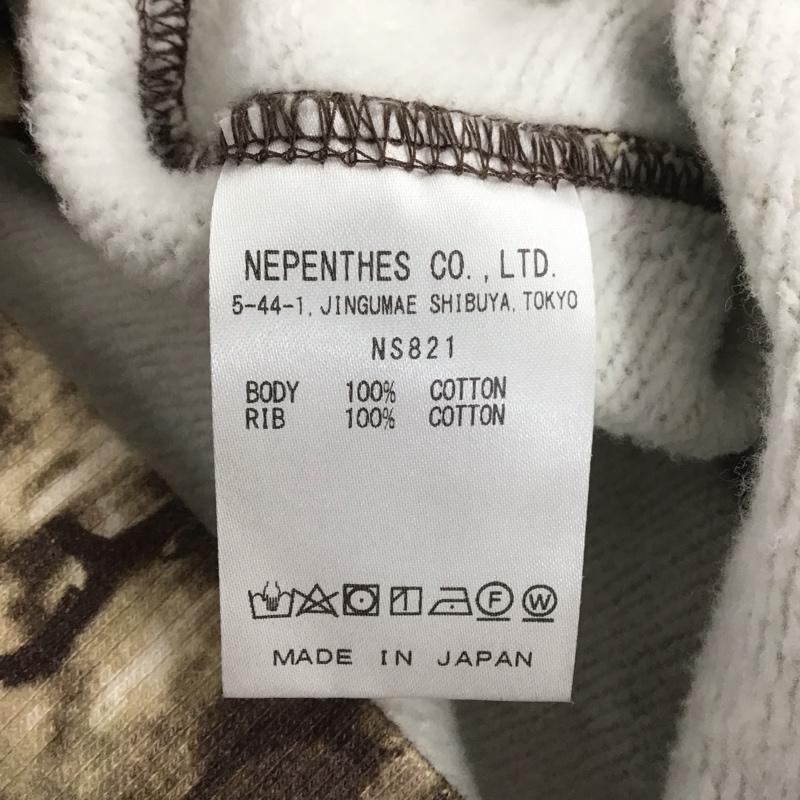 NEPENTHES CO.,LTD.
5-44-1, JINGUMAE SHIBUYA, TOKYO
NS821
BODY 100% COTTON
RIB 100% COTTON
F W
MADE IN JAPAN